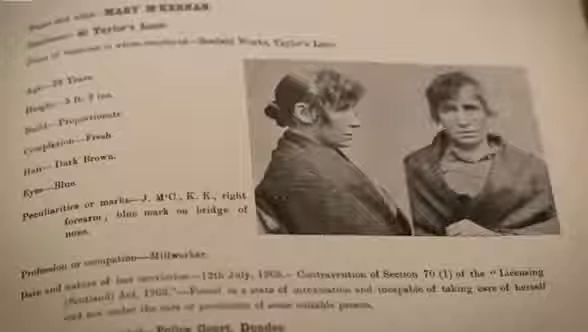 Name and alias—MARY M'KERNAN.
Residence—40 Taylor's Lane.
Place of business or where employed—Seafield Works, Taylor's Lane.
Age—28 Years.
Height—5 ft. 2 ins.
Build—Proportionate.
Complexion—Fresh
Hair—Dark Brown.
Eyes—Blue
Peculiarities or marks—J. M'C., K. K., right
forearm, blue mark on bridge of
nose.
Profession or occupation—Millworker.
Date and nature of last conviction—12th July, 1905.—Contravention of Section 70 (1) of the "Licensing
(Scotland) Act, 1903."—Found in a state of intoxication and incapable of taking care of herself
and not under the care or protection of some suitable person.
Police Court, Dundee